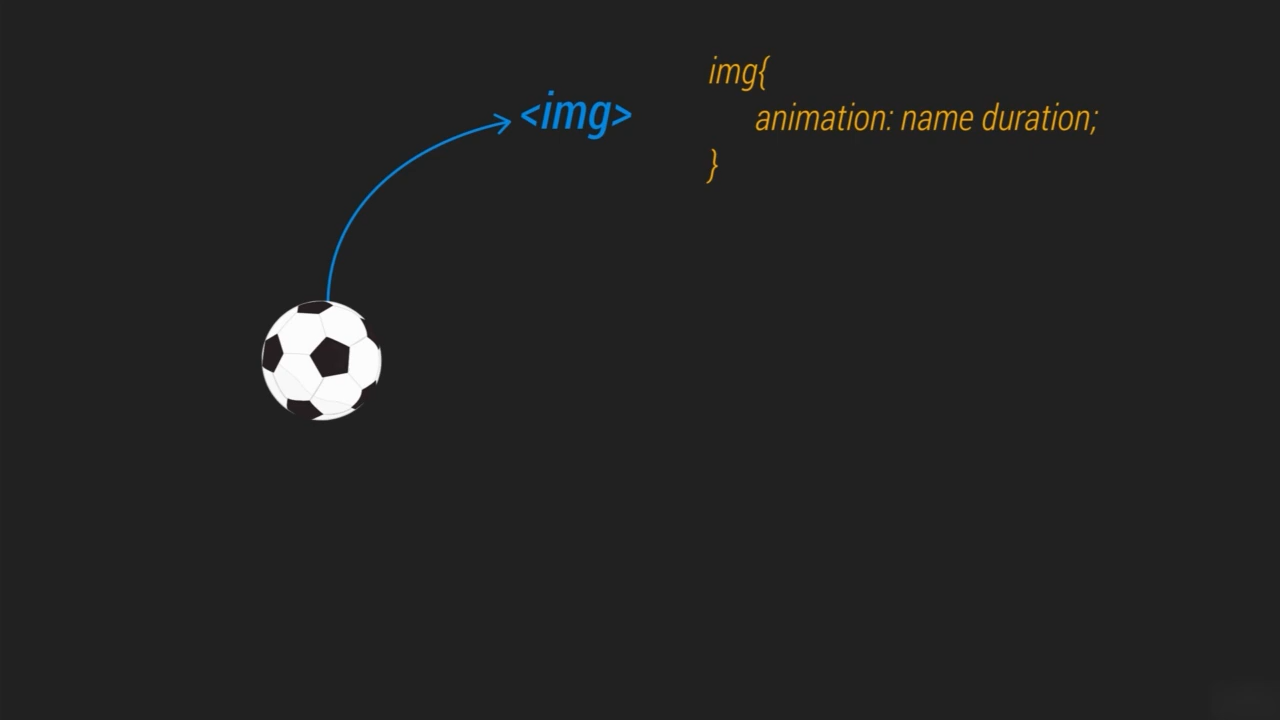 <img>
img{
animation: name duration;
}